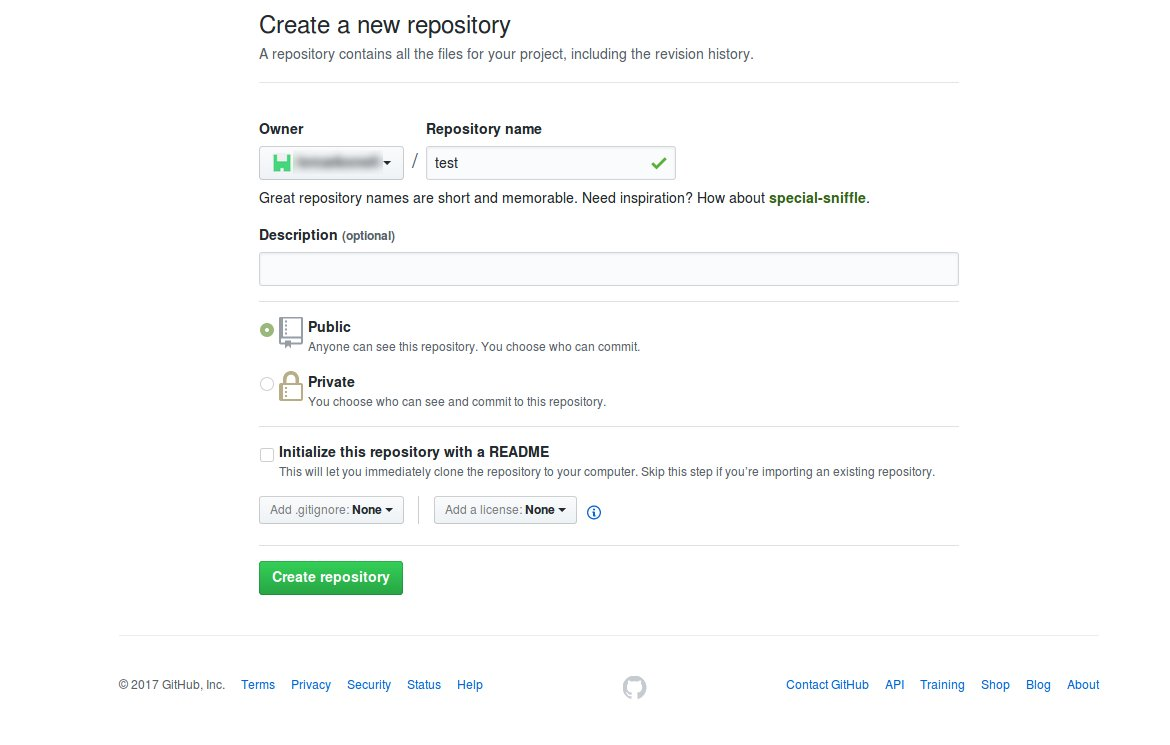 Create a new repository
A repository contains all the files for your project, including the revision history.
Owner Repository name
/ test
Great repository names are short and memorable. Need inspiration? How about special-sniffle.
Description (optional)
Public
Anyone can see this repository. You choose who can commit.
Private
You choose who can see and commit to this repository.
Initialize this repository with a README
This will let you immediately clone the repository to your computer. Skip this step if you’re importing an existing repository.
Add .gitignore: None Add a license: None
Create repository
© 2017 GitHub, Inc. Terms Privacy Security Status Help Contact GitHub API Training Shop Blog About